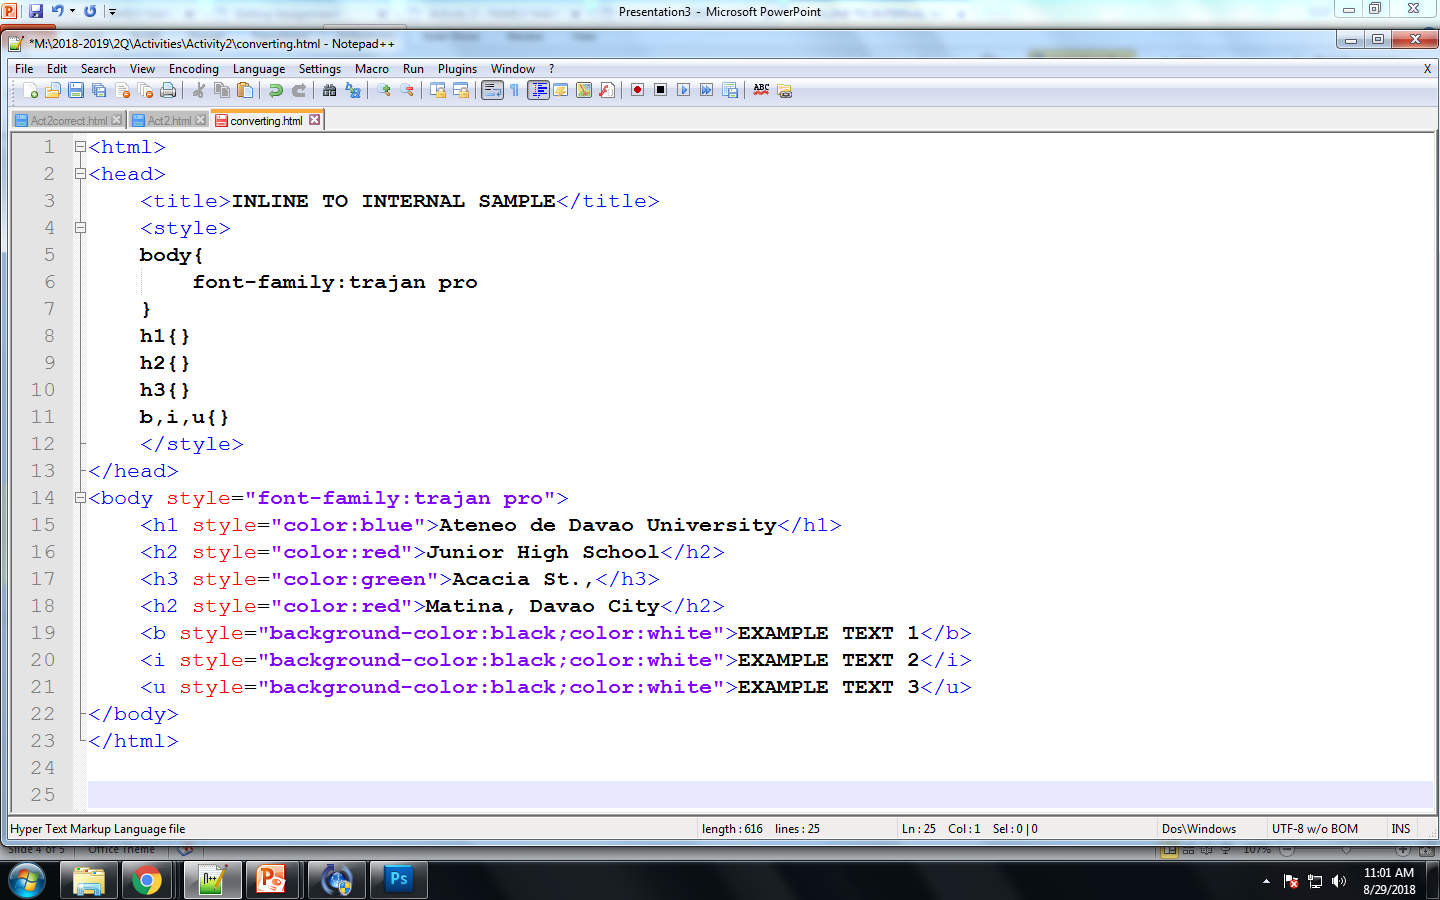 Presentation3 - Microsoft PowerPoint
*M:\2018-2019\2Q\Activities\Activity2\converting.html - Notepad++
File Edit Search View Encoding Language Settings Macro Run Plugins Window ? X
Act2correct.html Act2.html converting.html
1 <html>
2 <head>
3 <title>INLINE TO INTERNAL SAMPLE</title>
4 <style>
5 body{
6 font-family:trajan pro
7 }
8 h1{}
9 h2{}
10 h3{}
11 b,i,u{}
12 </style>
13 </head>
14 <body style="font-family:trajan pro">
15 <h1 style="color:blue">Ateneo de Davao University</h1>
16 <h2 style="color:red">Junior High School</h2>
17 <h3 style="color:green">Acacia St.,</h3>
18 <h2 style="color:red">Matina, Davao City</h2>
19 <b style="background-color:black;color:white">EXAMPLE TEXT 1</b>
20 <i style="background-color:black;color:white">EXAMPLE TEXT 2</i>
21 <u style="background-color:black;color:white">EXAMPLE TEXT 3</u>
22 </body>
23 </html>
24
25
Hyper Text Markup Language file length : 616 lines : 25 Ln : 25 Col : 1 Sel : 0 | 0 Dos\Windows UTF-8 w/o BOM INS
Slide 4 of 5 Office Theme 107%
11:01 AM
8/29/2018